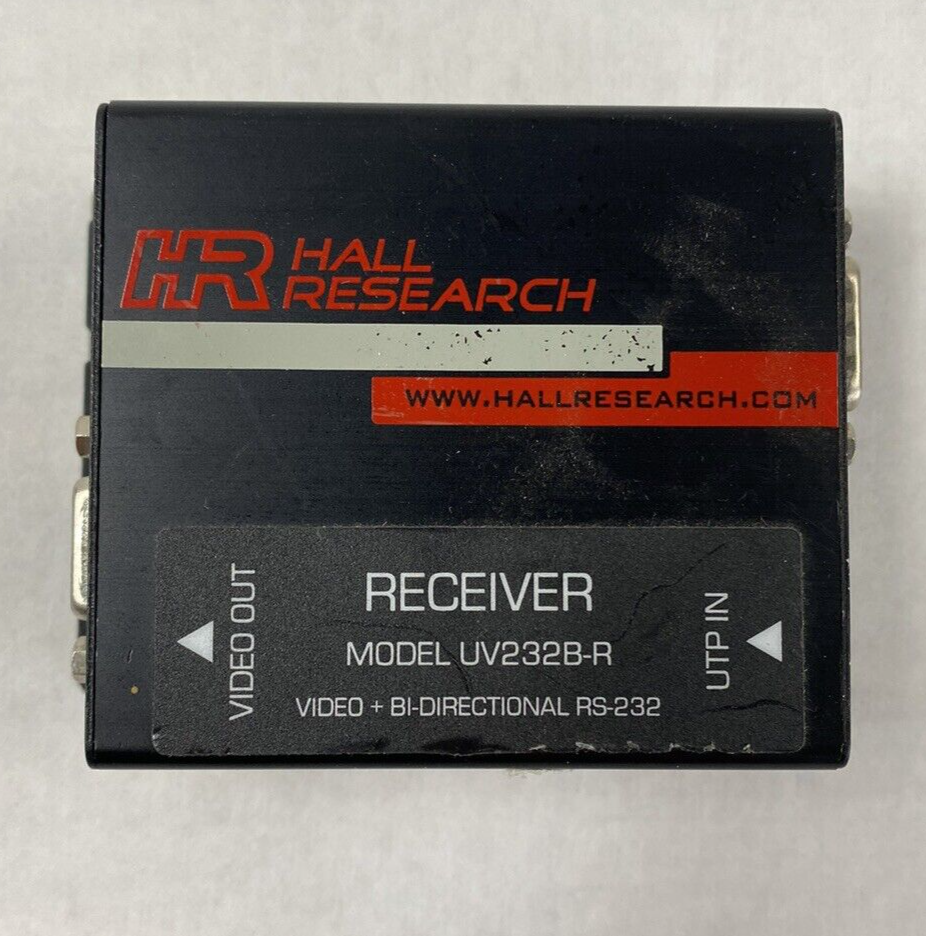 HR HALL
RESEARCH
WWW.HALLRESEARCH.COM
RECEIVER
MODEL UV232B-R
VIDEO + BI-DIRECTIONAL RS-232
VIDEO OUT
UTP IN